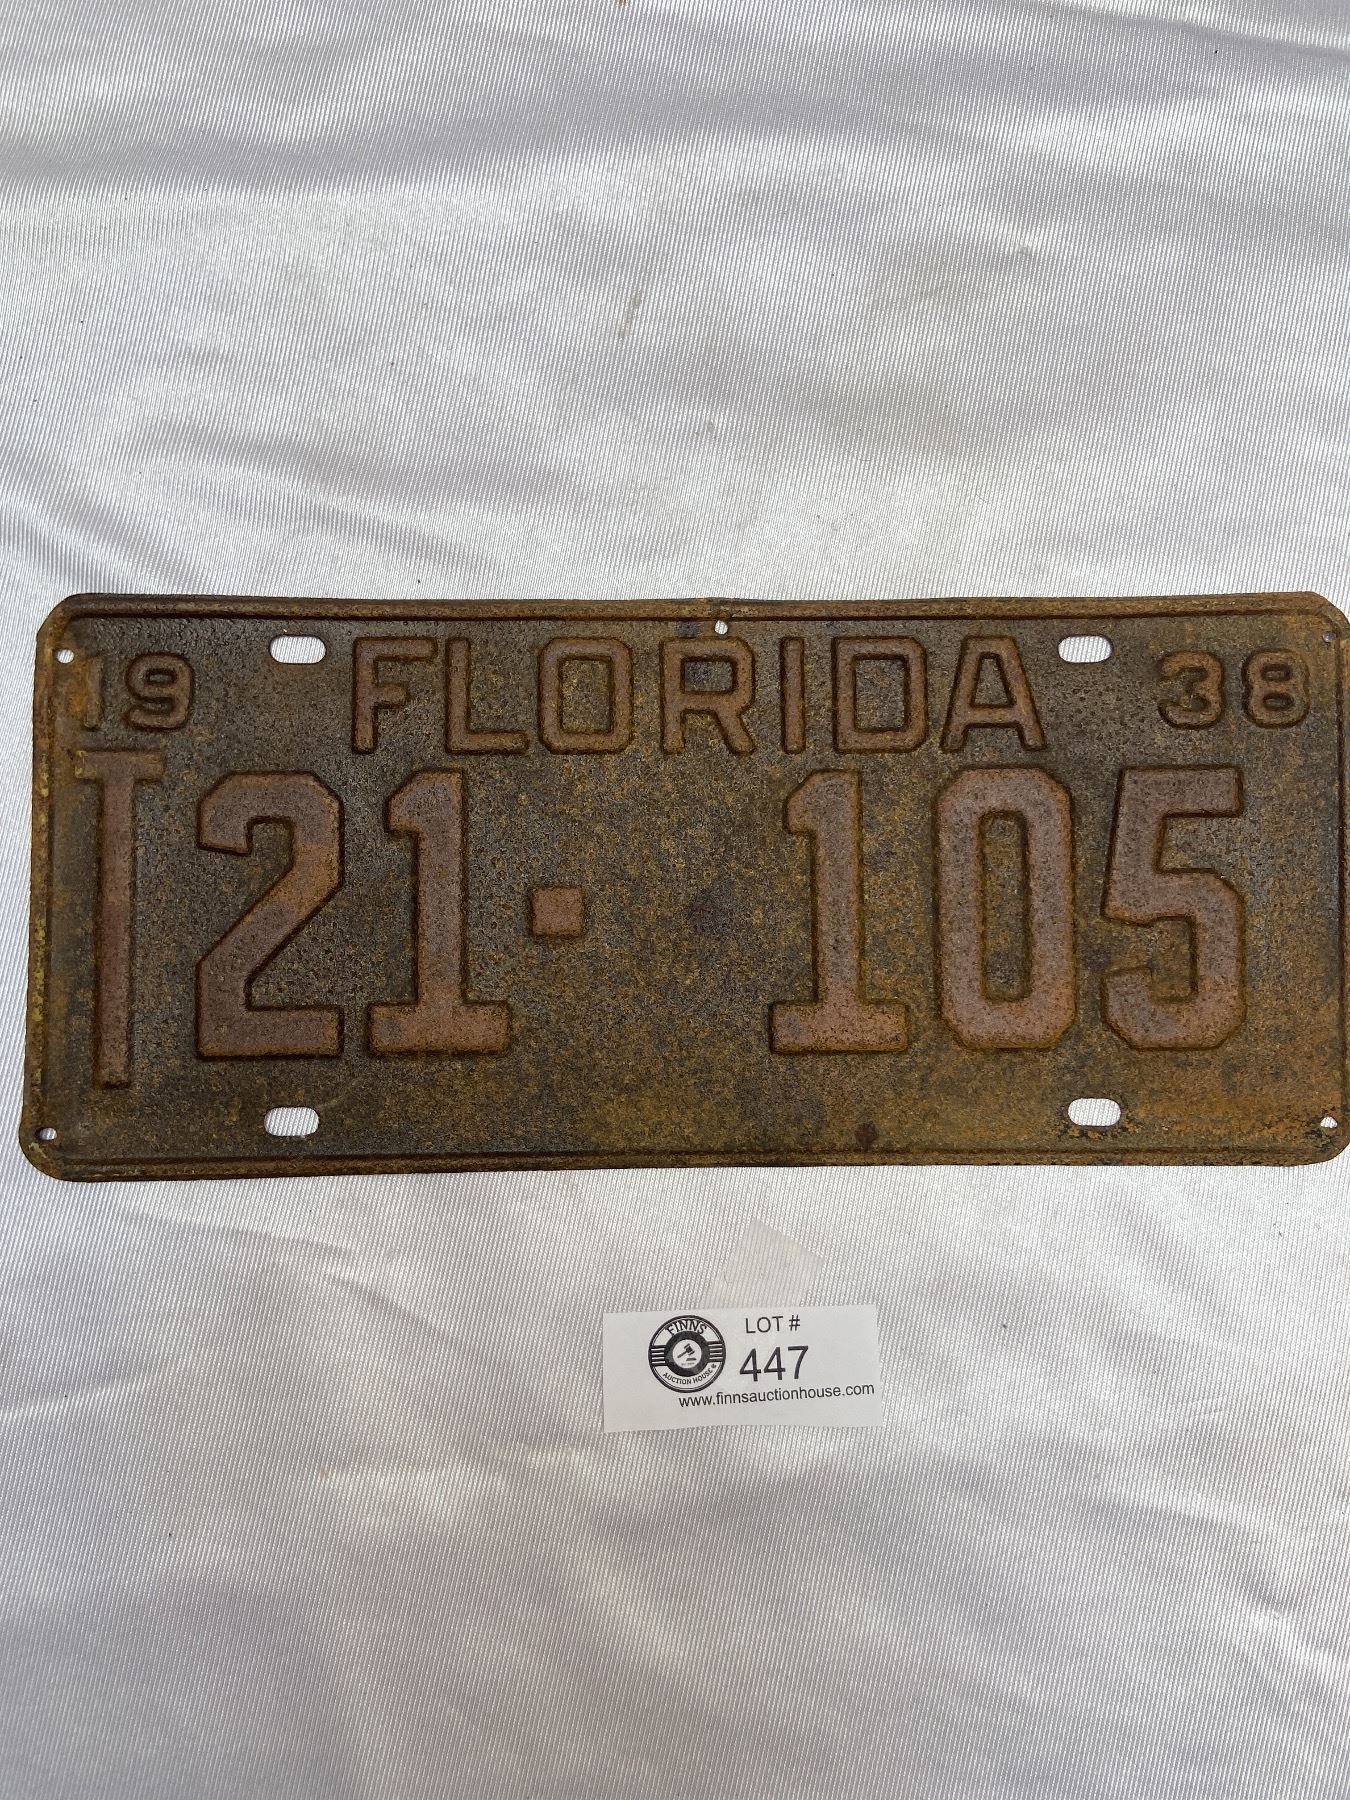 19 FLORIDA 38
T 21 · 105
FINNS
AUCTION HOUSE
LOT #
447
www.finnsauctionhouse.com